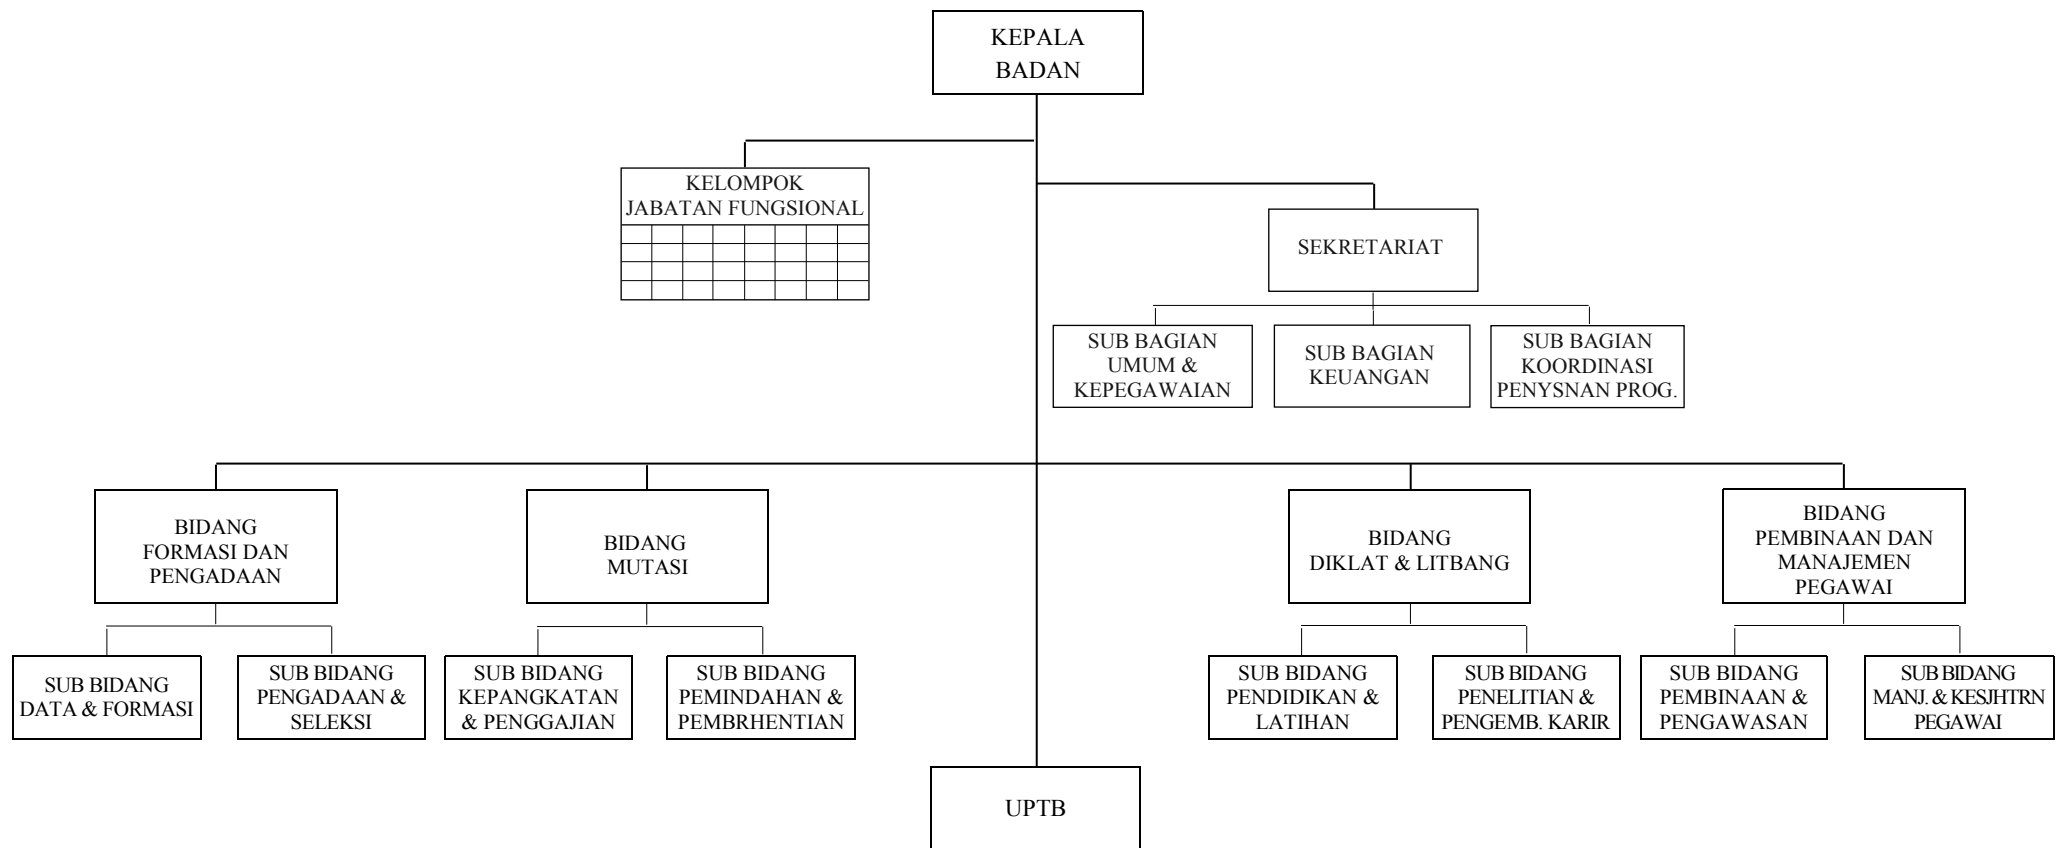 KEPALA
BADAN
KELOMPOK
JABATAN FUNGSIONAL
SEKRETARIAT
SUB BAGIAN
UMUM &
KEPEGAWAIAN
SUB BAGIAN
KEUANGAN
SUB BAGIAN
KOORDINASI
PENYSNAN PROG.
BIDANG
FORMASI DAN
PENGADAAN
BIDANG
MUTASI
BIDANG
DIKLAT & LITBANG
BIDANG
PEMBINAAN DAN
MANAJEMEN
PEGAWAI
SUB BIDANG
DATA & FORMASI
SUB BIDANG
PENGADAAN &
SELEKSI
SUB BIDANG
KEPANGKATAN
& PENGGAJIAN
SUB BIDANG
PEMINDAHAN &
PEMBRHENTIAN
SUB BIDANG
PENDIDIKAN &
LATIHAN
SUB BIDANG
PENELITIAN &
PENGEMB. KARIR
SUB BIDANG
PEMBINAAN &
PENGAWASAN
SUB BIDANG
MANJ. & KESJHTRN
PEGAWAI
UPTB